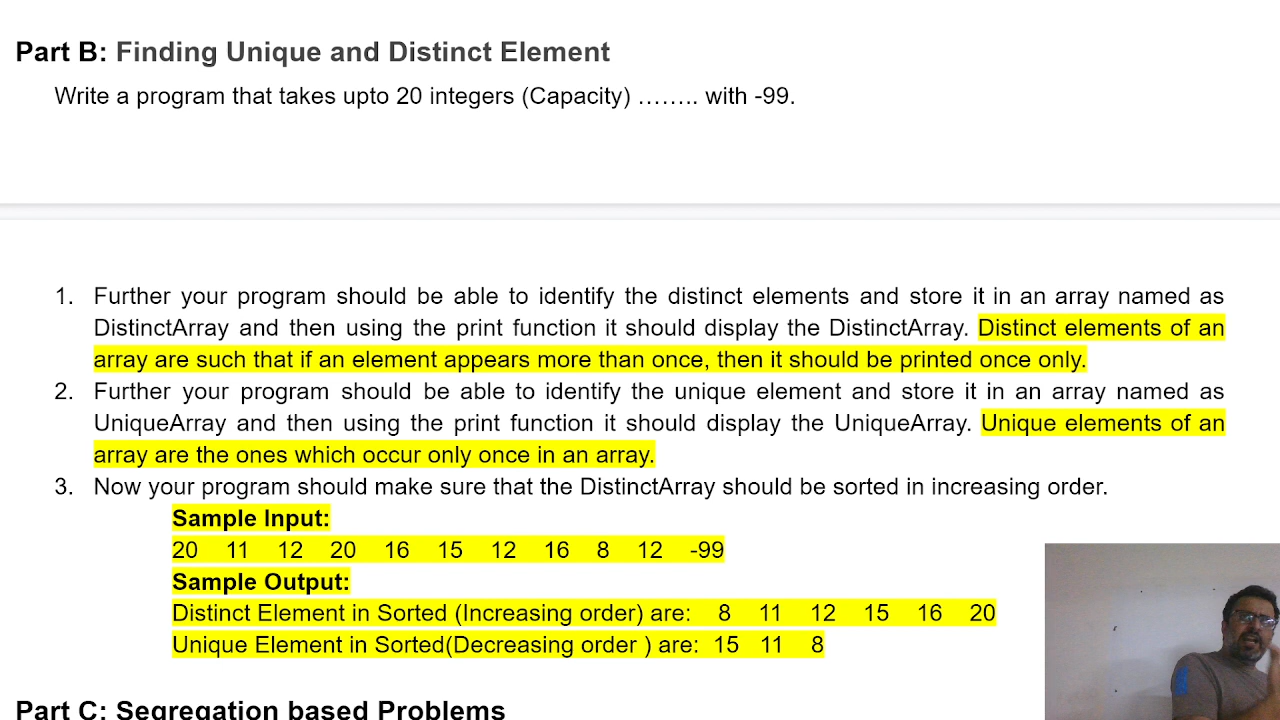 Part B: Finding Unique and Distinct Element
Write a program that takes upto 20 integers (Capacity) …….. with -99.
1. Further your program should be able to identify the distinct elements and store it in an array named as
DistinctArray and then using the print function it should display the DistinctArray. Distinct elements of an
array are such that if an element appears more than once, then it should be printed once only.
2. Further your program should be able to identify the unique element and store it in an array named as
UniqueArray and then using the print function it should display the UniqueArray. Unique elements of an
array are the ones which occur only once in an array.
3. Now your program should make sure that the DistinctArray should be sorted in increasing order.
Sample Input:
20 11 12 20 16 15 12 16 8 12 -99
Sample Output:
Distinct Element in Sorted (Increasing order) are: 8 11 12 15 16 20
Unique Element in Sorted(Decreasing order ) are: 15 11 8
Part C: Segregation based Problems